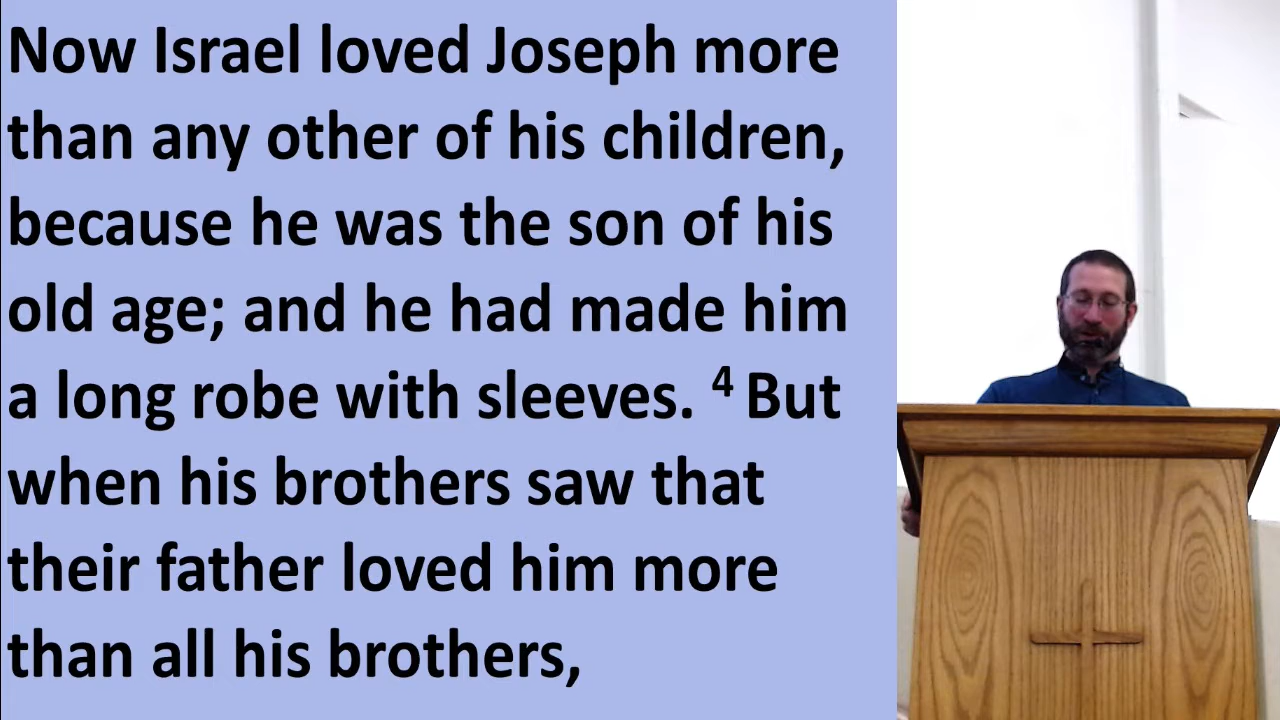 Now Israel loved Joseph more
than any other of his children,
because he was the son of his
old age; and he had made him
a long robe with sleeves. 4 But
when his brothers saw that
their father loved him more
than all his brothers,